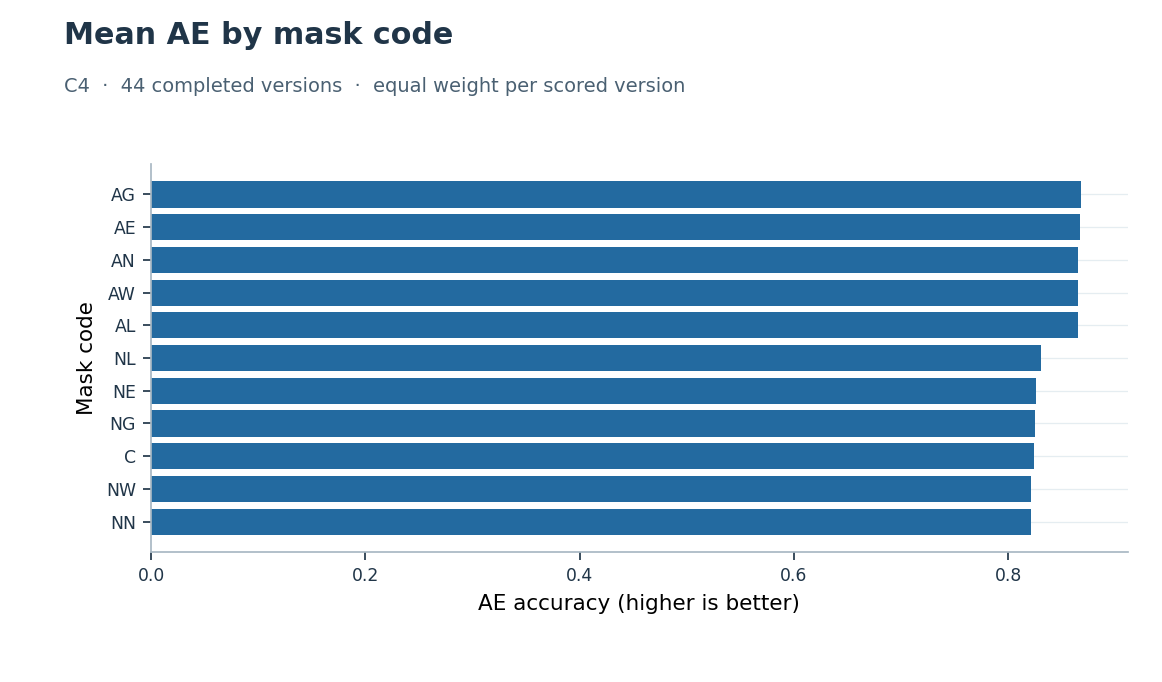 Mean AE by mask code
C4 · 44 completed versions · equal weight per scored version
Mask code
AG
AE
AN
AW
AL
NL
NE
NG
C
NW
NN
0.0 0.2 0.4 0.6 0.8
AE accuracy (higher is better)